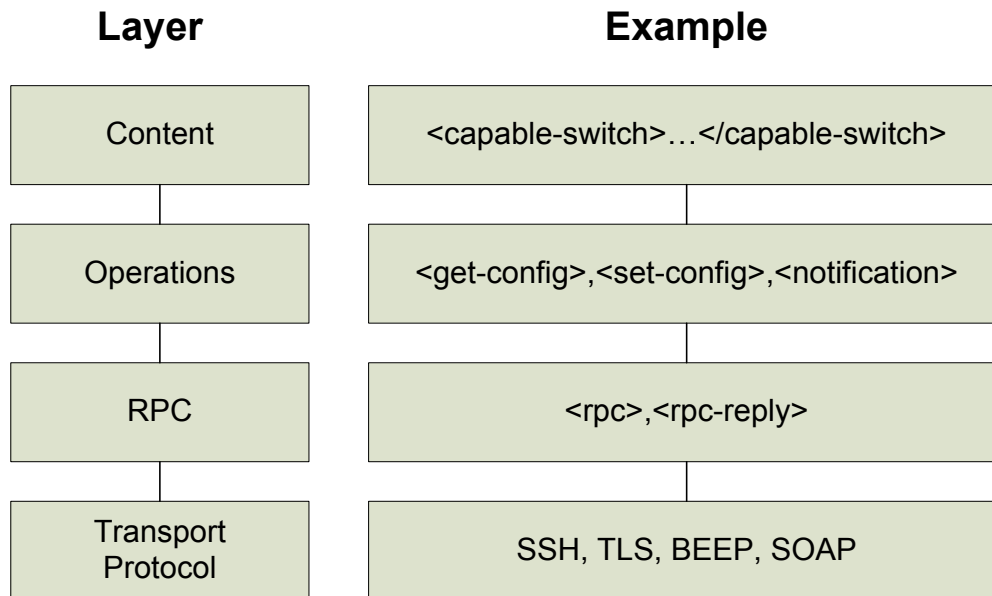 Layer
Example
Content
<capable-switch>…</capable-switch>
Operations
<get-config>,<set-config>,<notification>
RPC
<rpc>,<rpc-reply>
Transport
Protocol
SSH, TLS, BEEP, SOAP